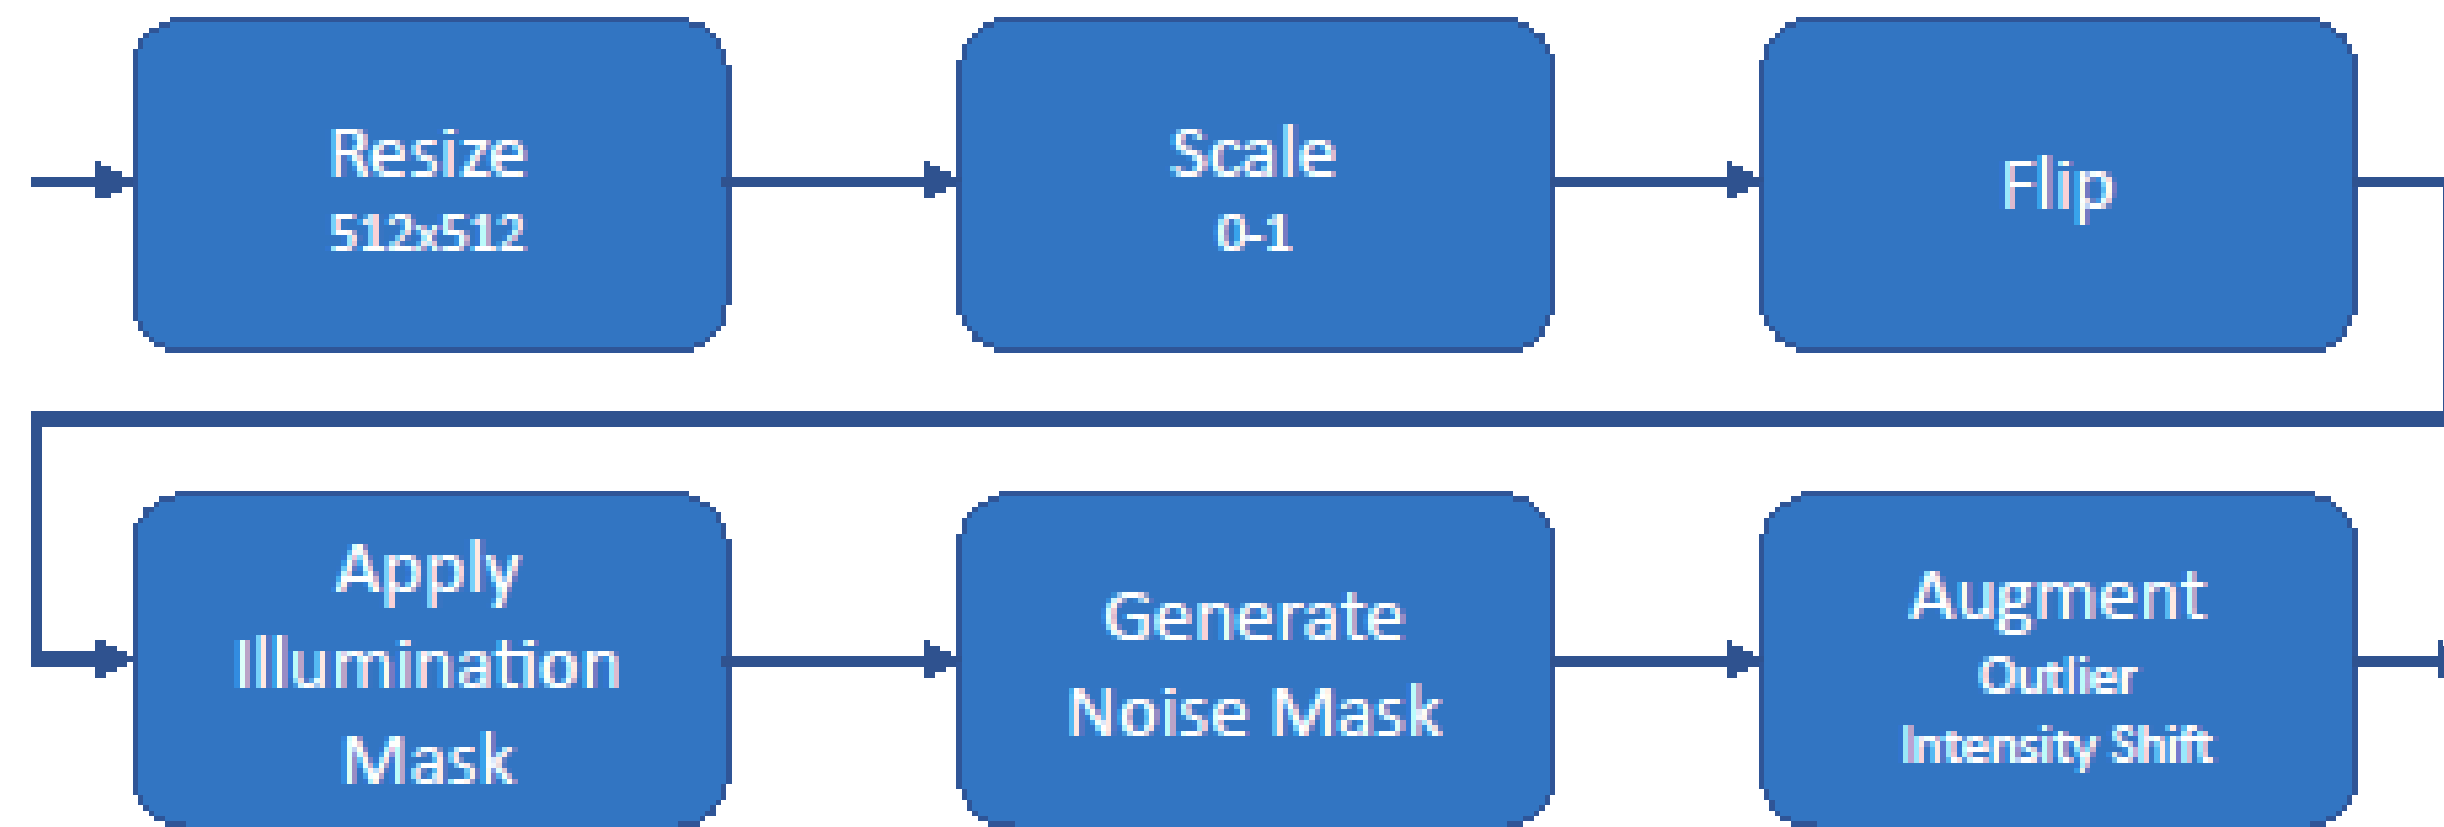 Resize
512x512
Scale
0-1
Flip
Apply
Illumination
Mask
Generate
Noise Mask
Augment
Outlier
Intensity Shift